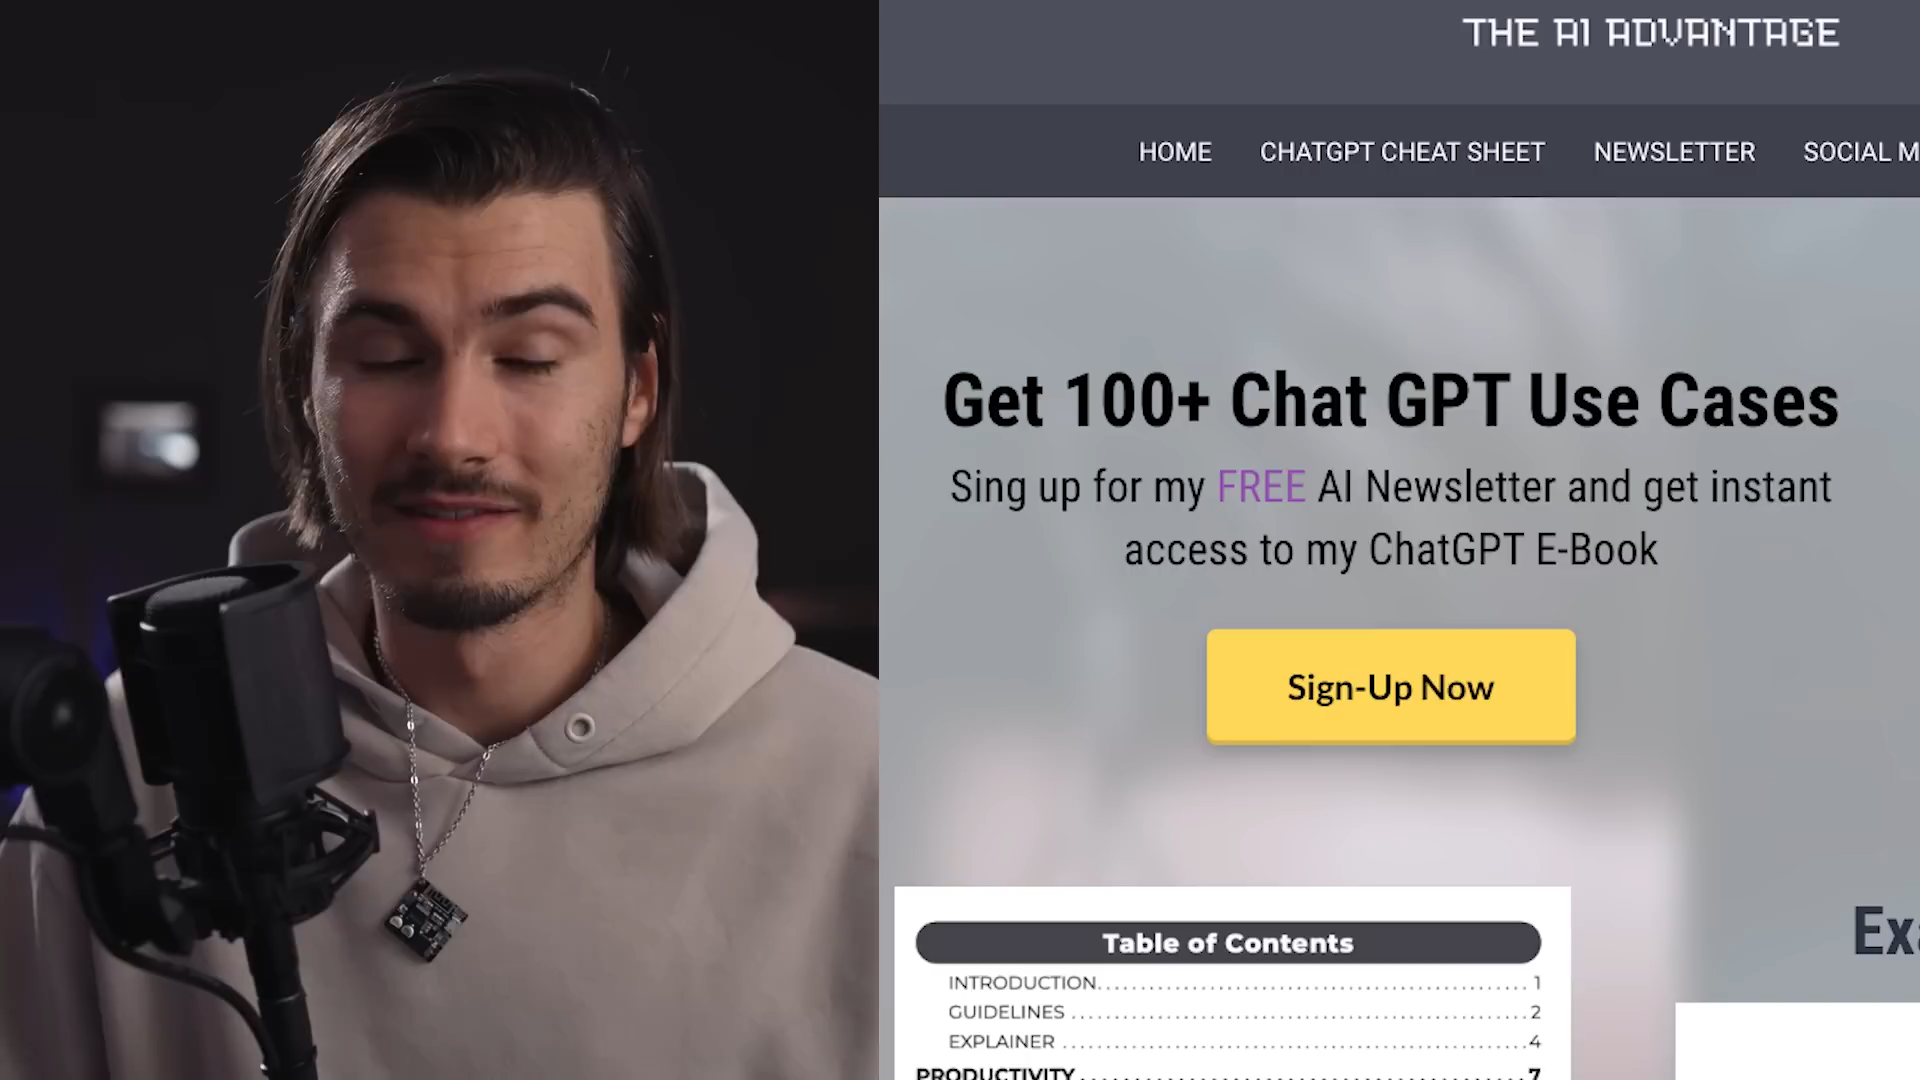 THE AI ADVANTAGE
HOME CHATGPT CHEAT SHEET NEWSLETTER SOCIAL M
Get 100+ Chat GPT Use Cases
Sing up for my FREE AI Newsletter and get instant
access to my ChatGPT E-Book
Sign-Up Now
Exa
Table of Contents
INTRODUCTION 1
GUIDELINES 2
EXPLAINER 4
PRODUCTIVITY 7